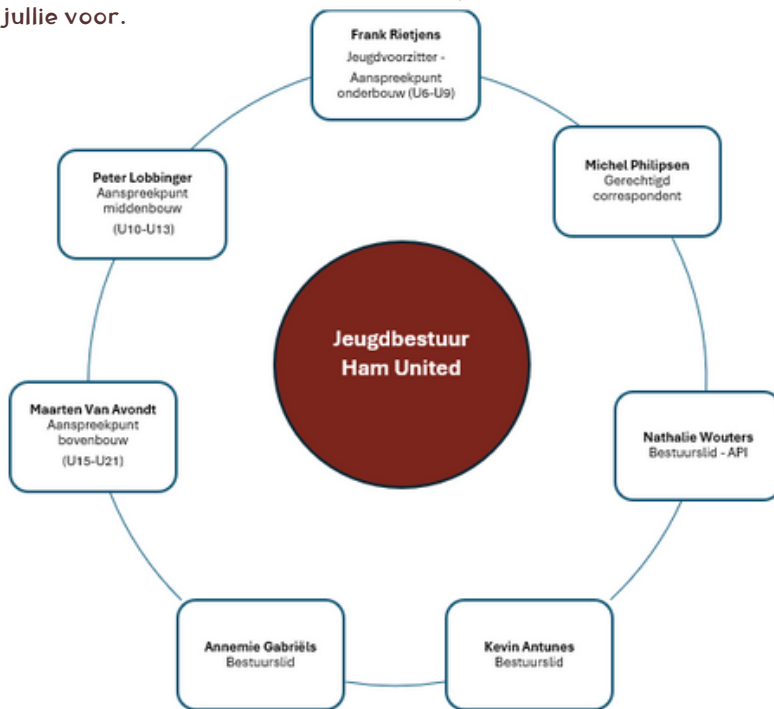 jullie voor.
Frank Rietjens
Jeugdvoorzitter -
Aanspreekpunt
onderbouw (U6-U9)
Michel Philipsen
Gerechtigd
correspondent
Peter Lobbinger
Aanspreekpunt
middenbouw
(U10-U13)
Jeugdbestuur
Ham United
Maarten Van Avondt
Aanspreekpunt
bovenbouw
(U15-U21)
Nathalie Wouters
Bestuurslid - API
Annemie Gabriëls
Bestuurslid
Kevin Antunes
Bestuurslid